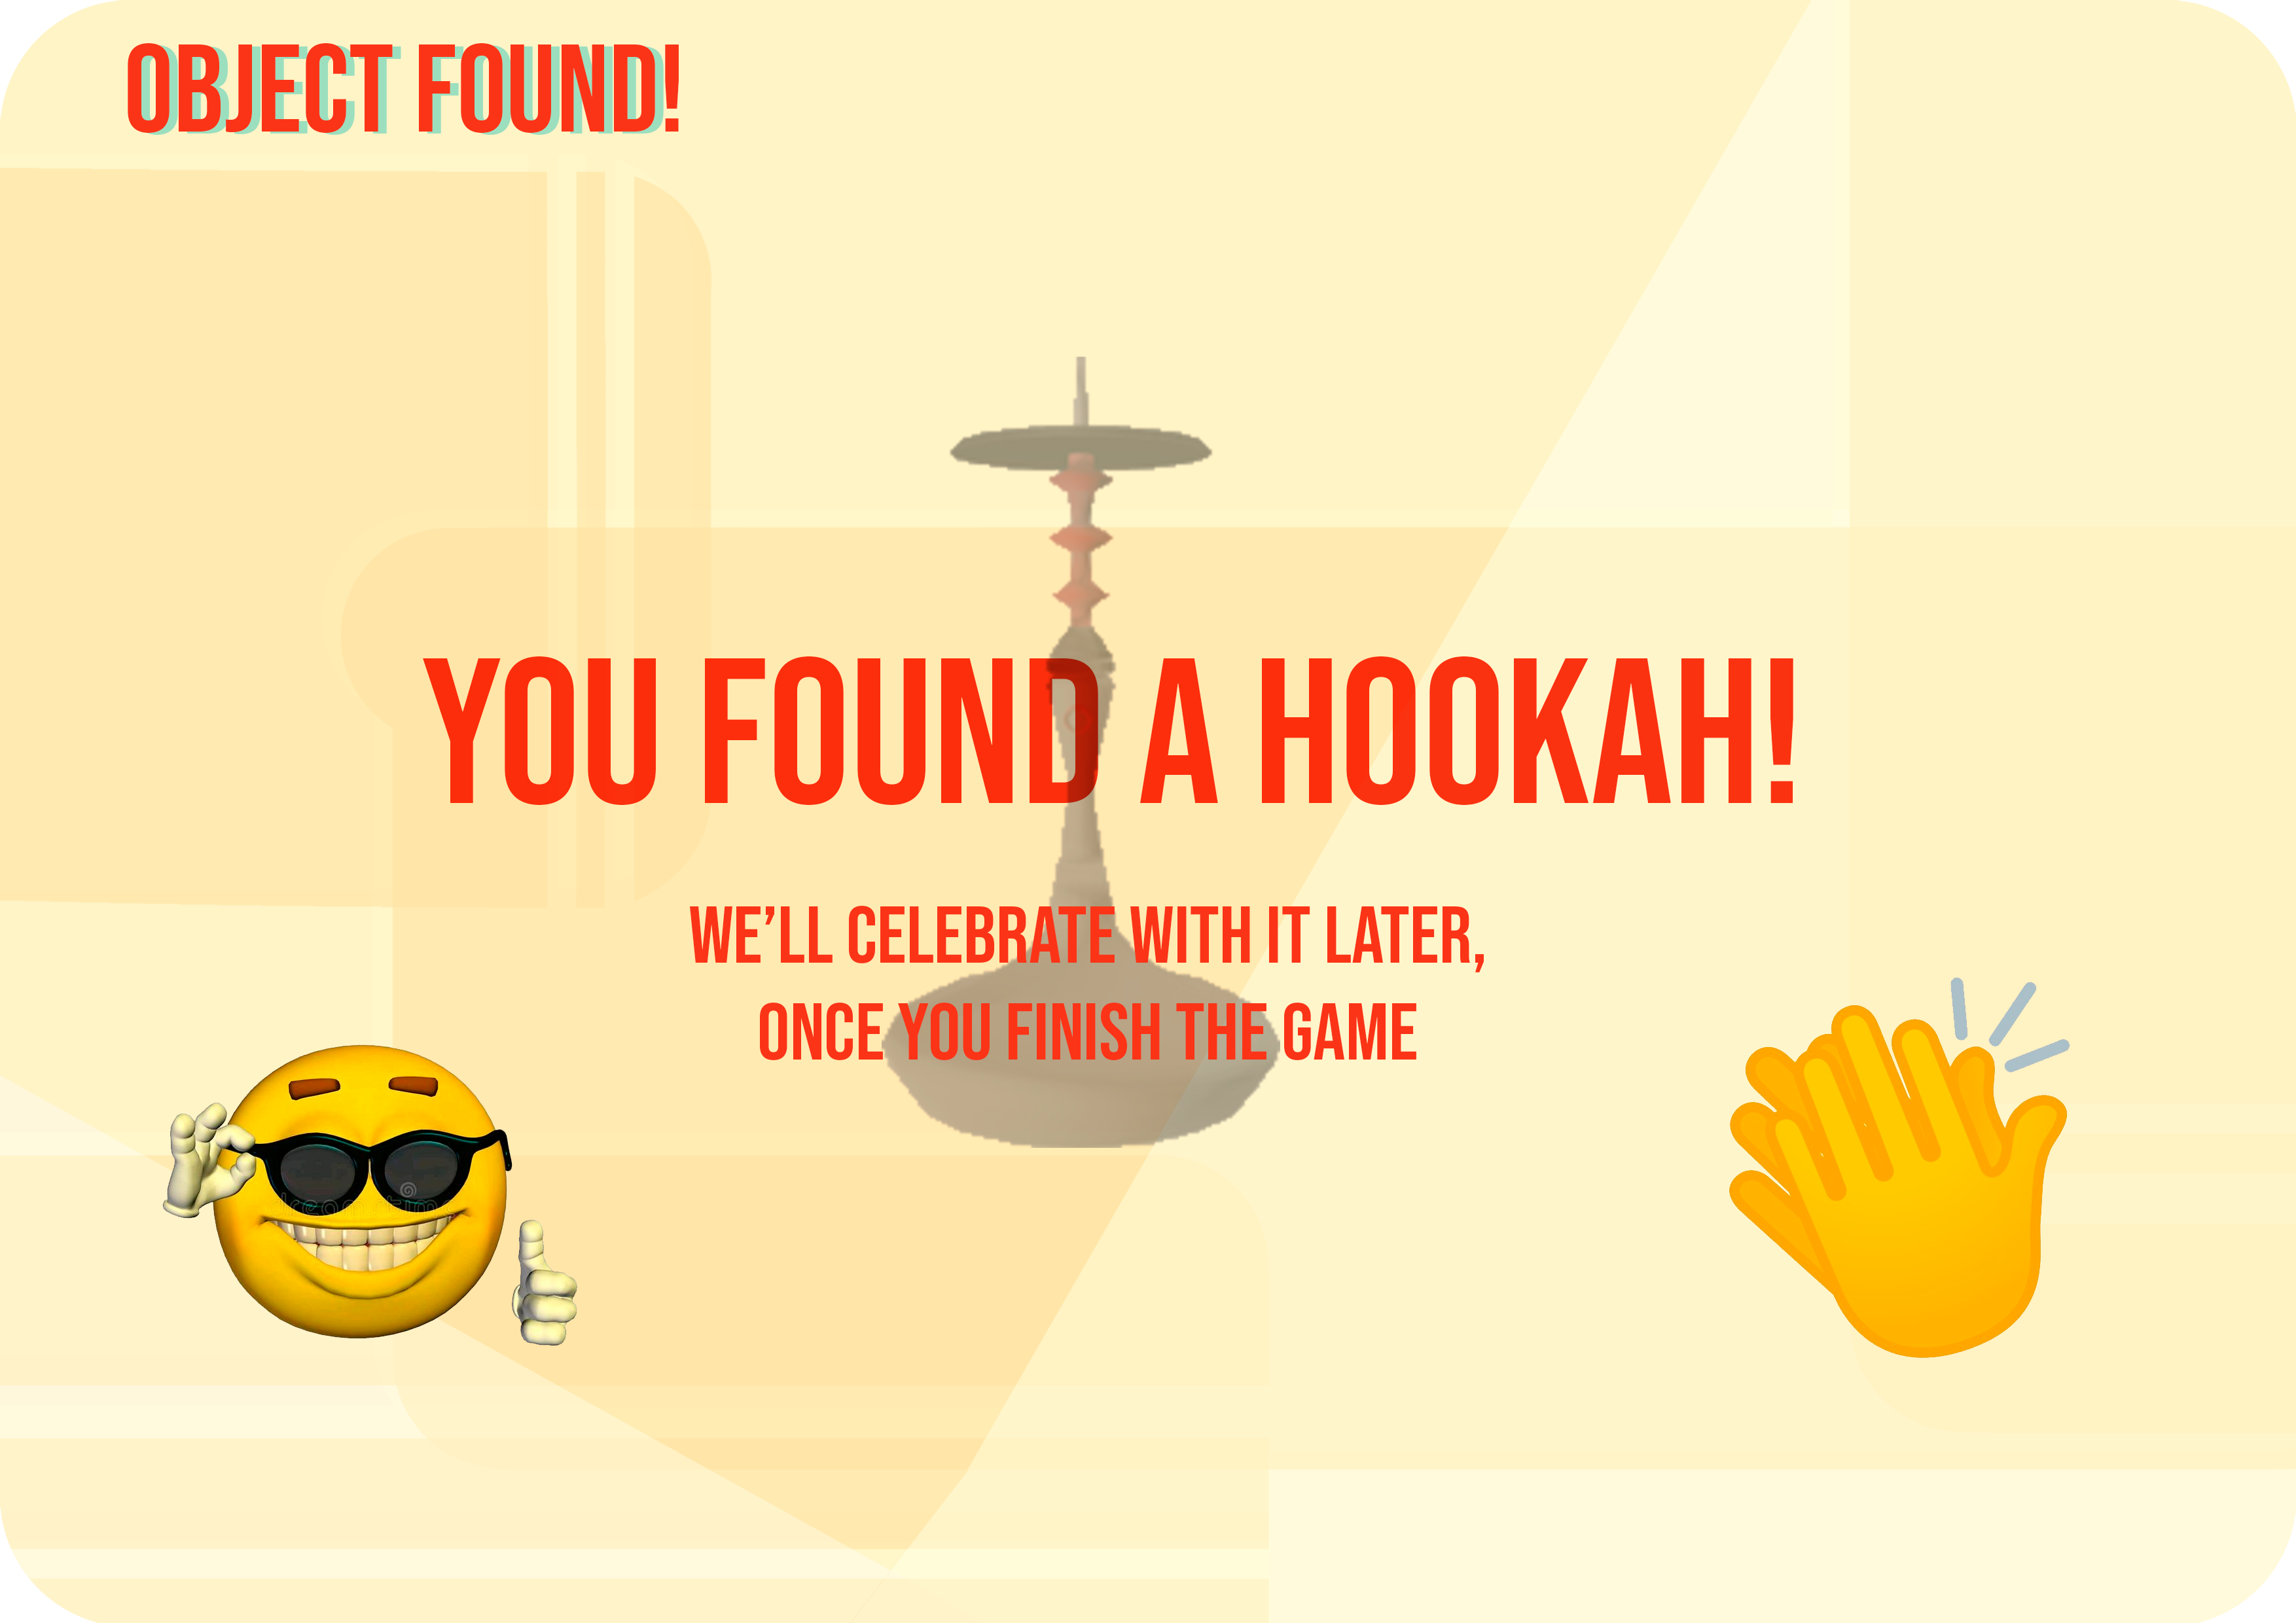 OBJECT FOUND!
YOU FOUND A HOOKAH!
WE'LL CELEBRATE WITH IT LATER,
ONCE YOU FINISH THE GAME